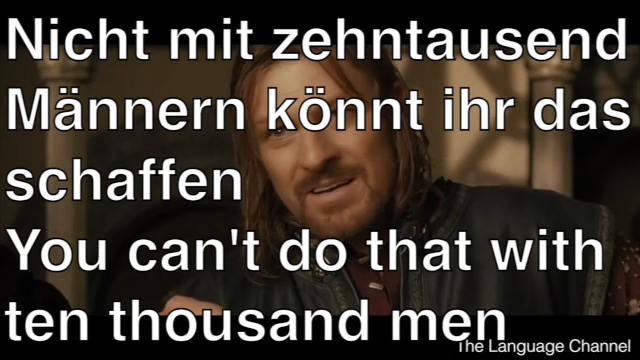 Nicht mit zehntausend
Männern könnt ihr das
schaffen
You can't do that with
ten thousand men
The Language Channel